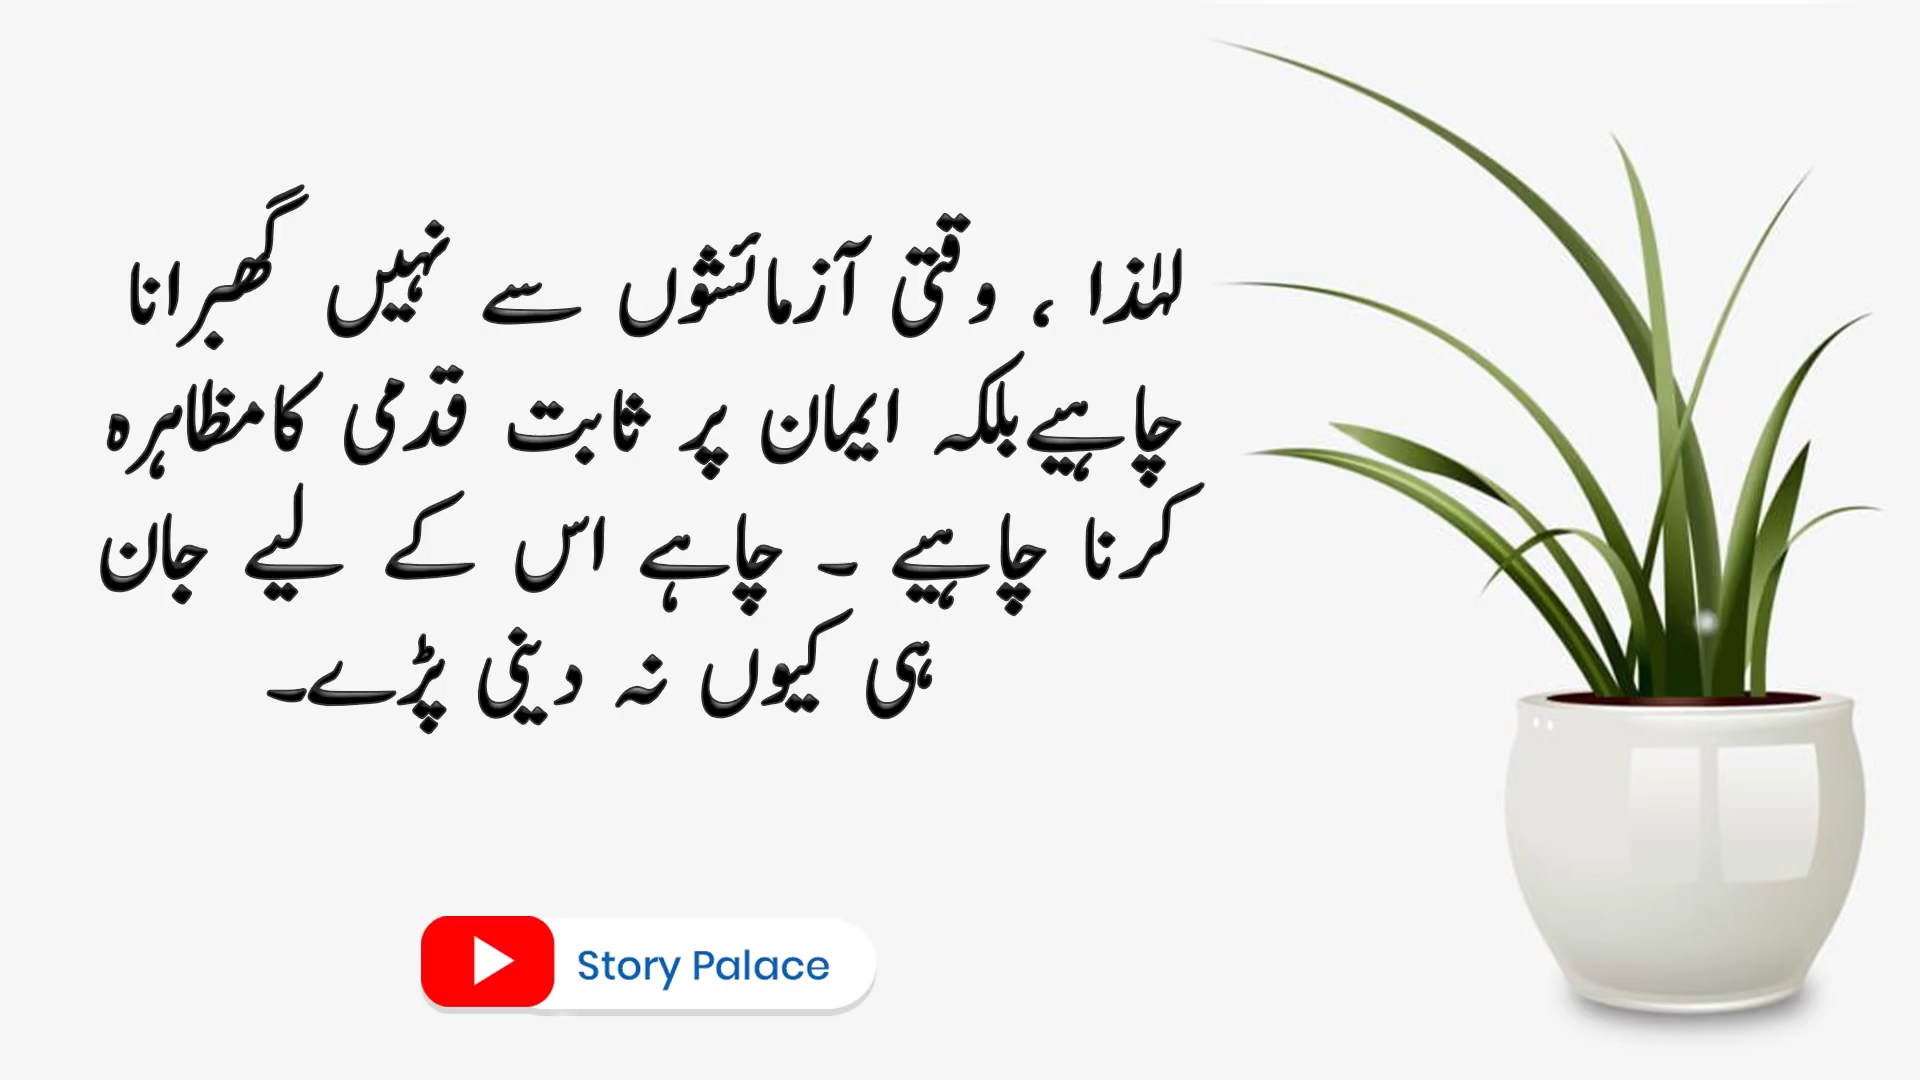 لہٰذا ، وقتی آزمائشوں سے نہیں گھبرانا
چاہیےبلکہ ایمان پر ثابت قدمی کامظاہرہ
کرنا چاہیے ۔ چاہے اس کے لیے جان
ہی کیوں نہ دینی پڑے۔
Story Palace